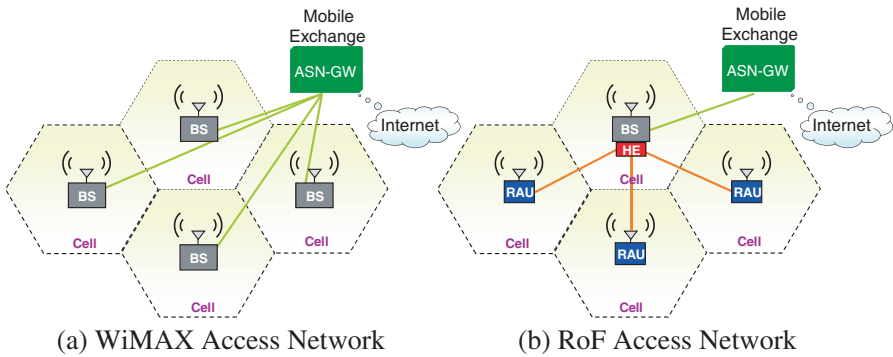 Mobile
Exchange
ASN-GW
Internet
BS
Cell
BS
Cell
BS
Cell
BS
Cell
(a) WiMAX Access Network
Mobile
Exchange
ASN-GW
Internet
BS
HE
Cell
RAU
Cell
RAU
Cell
RAU
Cell
(b) RoF Access Network